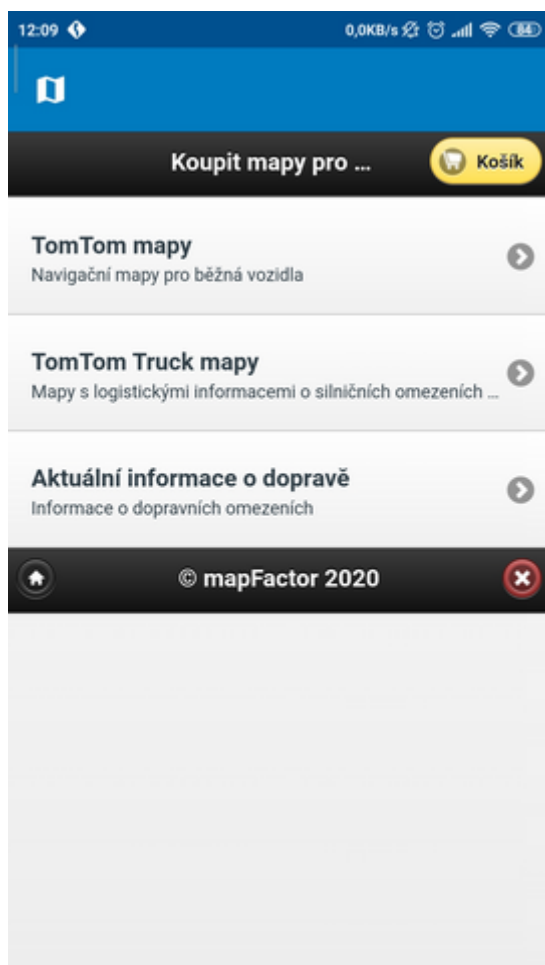 12:09 0,0KB/s 84
Koupit mapy pro ... Košík
TomTom mapy
Navigační mapy pro běžná vozidla
TomTom Truck mapy
Mapy s logistickými informacemi o silničních omezeních ...
Aktuální informace o dopravě
Informace o dopravních omezeních
© mapFactor 2020